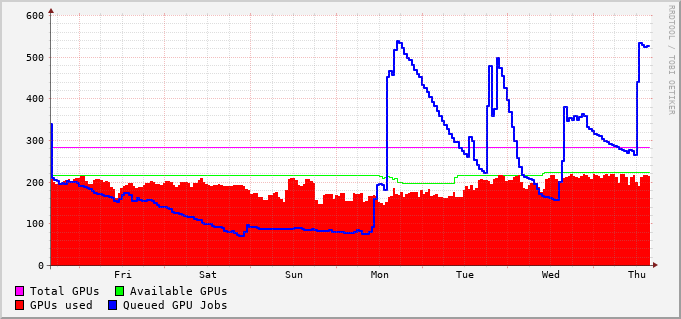 600
500
400
300
200
100
0
Fri Sat Sun Mon Tue Wed Thu
Total GPUs Available GPUs
GPUs used Queued GPU Jobs
RRDTOOL / TOBI OETIKER